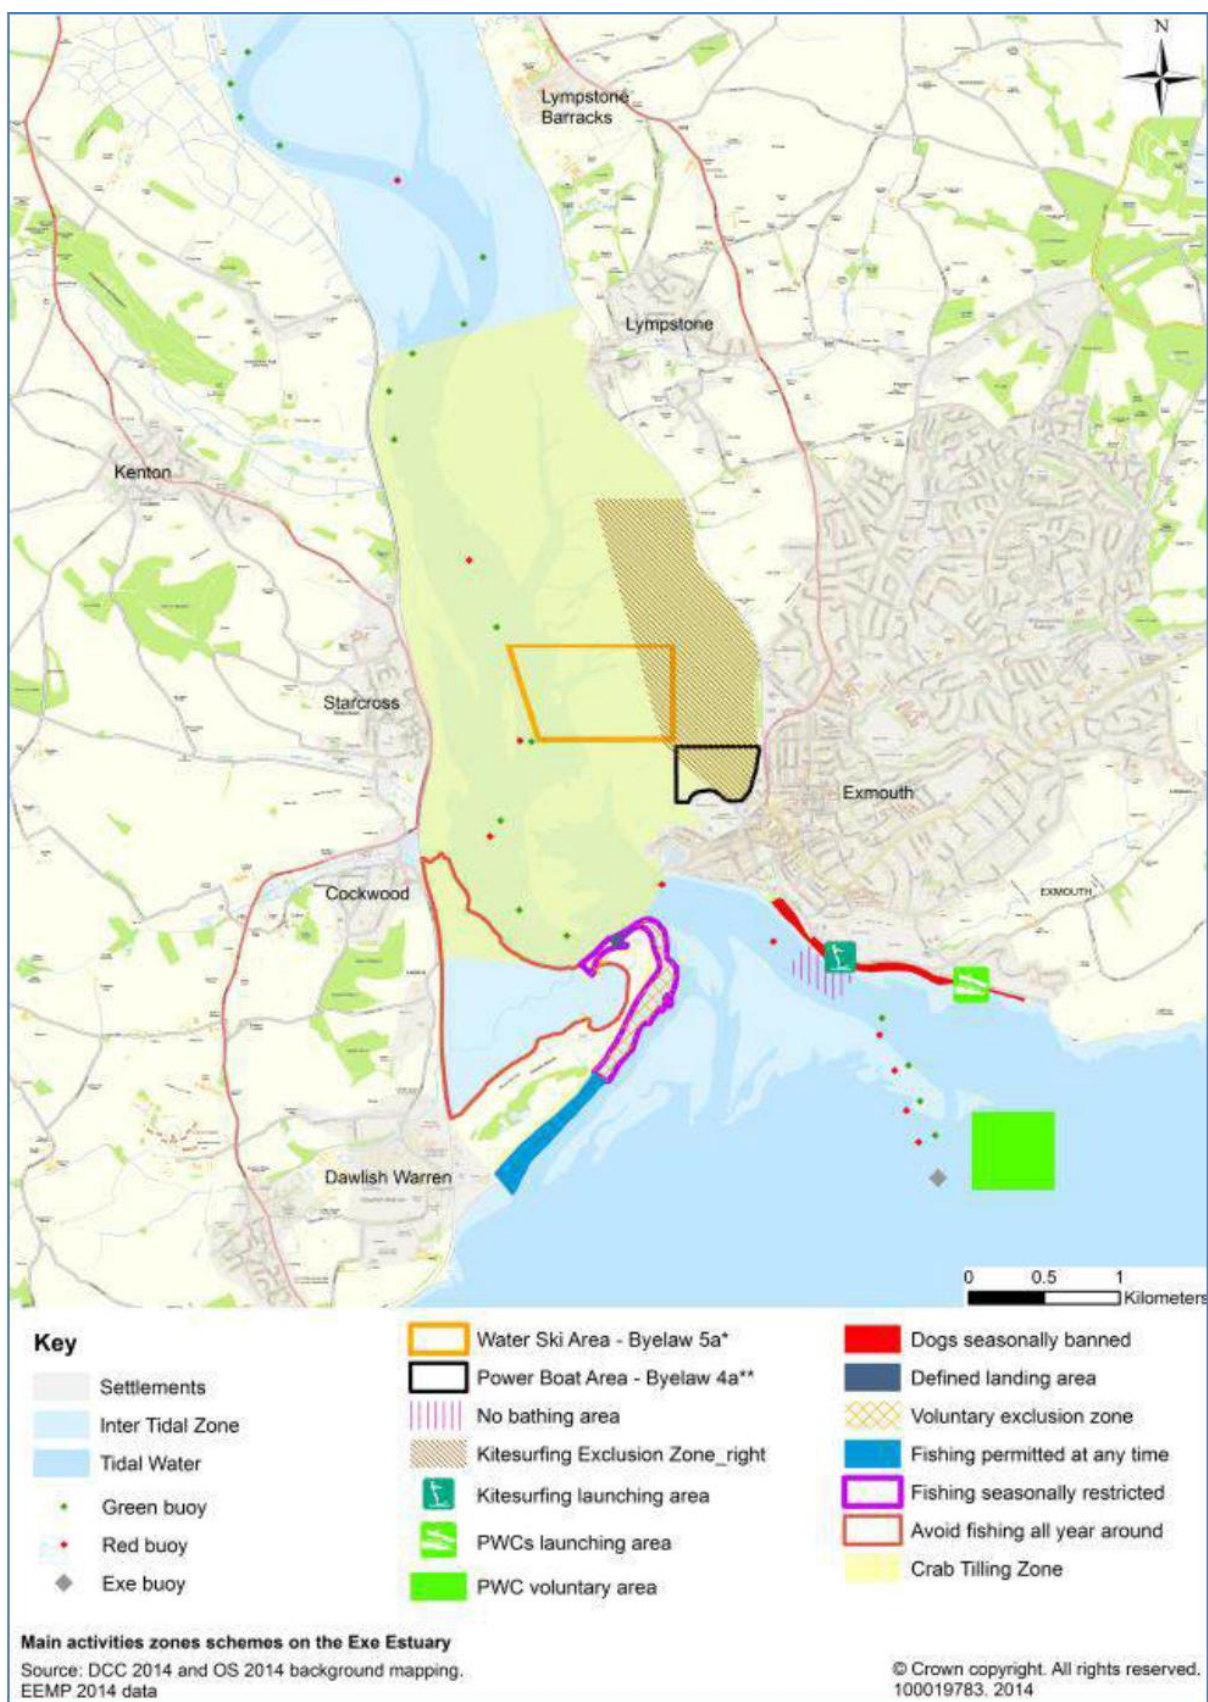 N
Lympstone
Barracks
Lympstone
Kenton
Starcross
Exmouth
Cockwood
EXMOUTH
Dawlish Warren
0 0.5 1
Kilometers
Key
Settlements
Inter Tidal Zone
Tidal Water
Green buoy
Red buoy
Exe buoy
Water Ski Area - Byelaw 5a*
Power Boat Area - Byelaw 4a**
No bathing area
Kitesurfing Exclusion Zone_right
Kitesurfing launching area
PWCs launching area
PWC voluntary area
Dogs seasonally banned
Defined landing area
Voluntary exclusion zone
Fishing permitted at any time
Fishing seasonally restricted
Avoid fishing all year around
Crab Tilling Zone
Main activities zones schemes on the Exe Estuary
Source: DCC 2014 and OS 2014 background mapping.
EEMP 2014 data
© Crown copyright. All rights reserved.
100019783. 2014